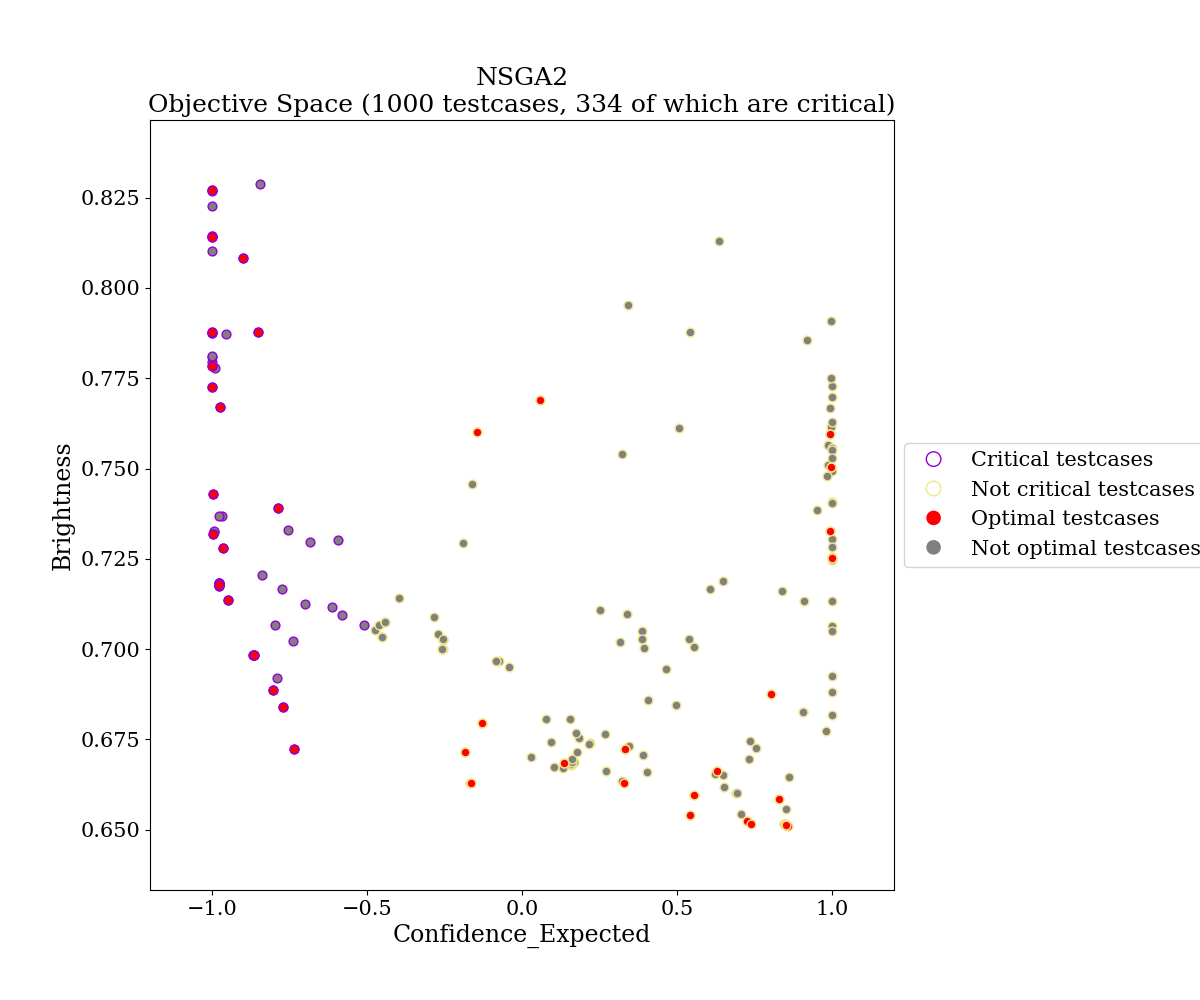 NSGA2
Objective Space (1000 testcases, 334 of which are critical)
0.825
0.800
0.775
0.750
0.725
0.700
0.675
0.650
Brightness
−1.0
−0.5
0.0
0.5
1.0
Confidence_Expected
Critical testcases
Not critical testcases
Optimal testcases
Not optimal testcases